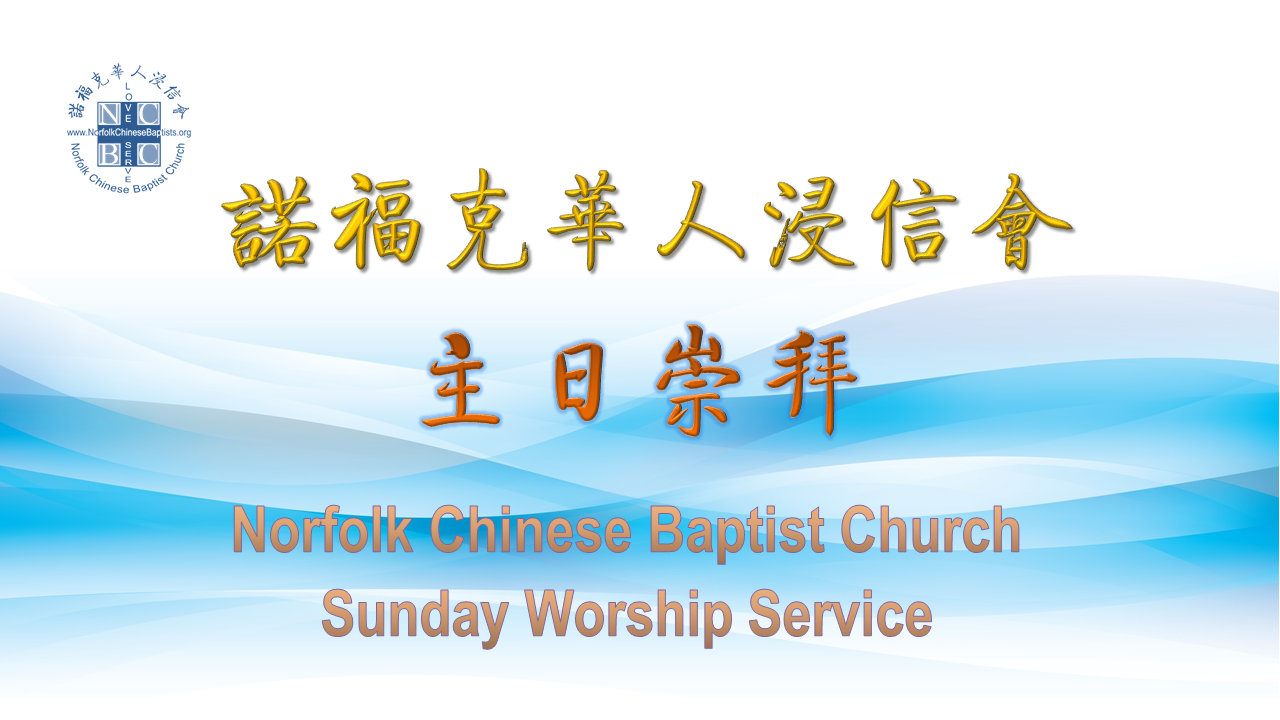 諾福克華人浸信會
LOVE
NC
www.NorfolkChineseBaptists.org
BC
SERVE
Norfolk Chinese Baptist Church
諾福克華人浸信會
主日崇拜
Norfolk Chinese Baptist Church
Sunday Worship Service